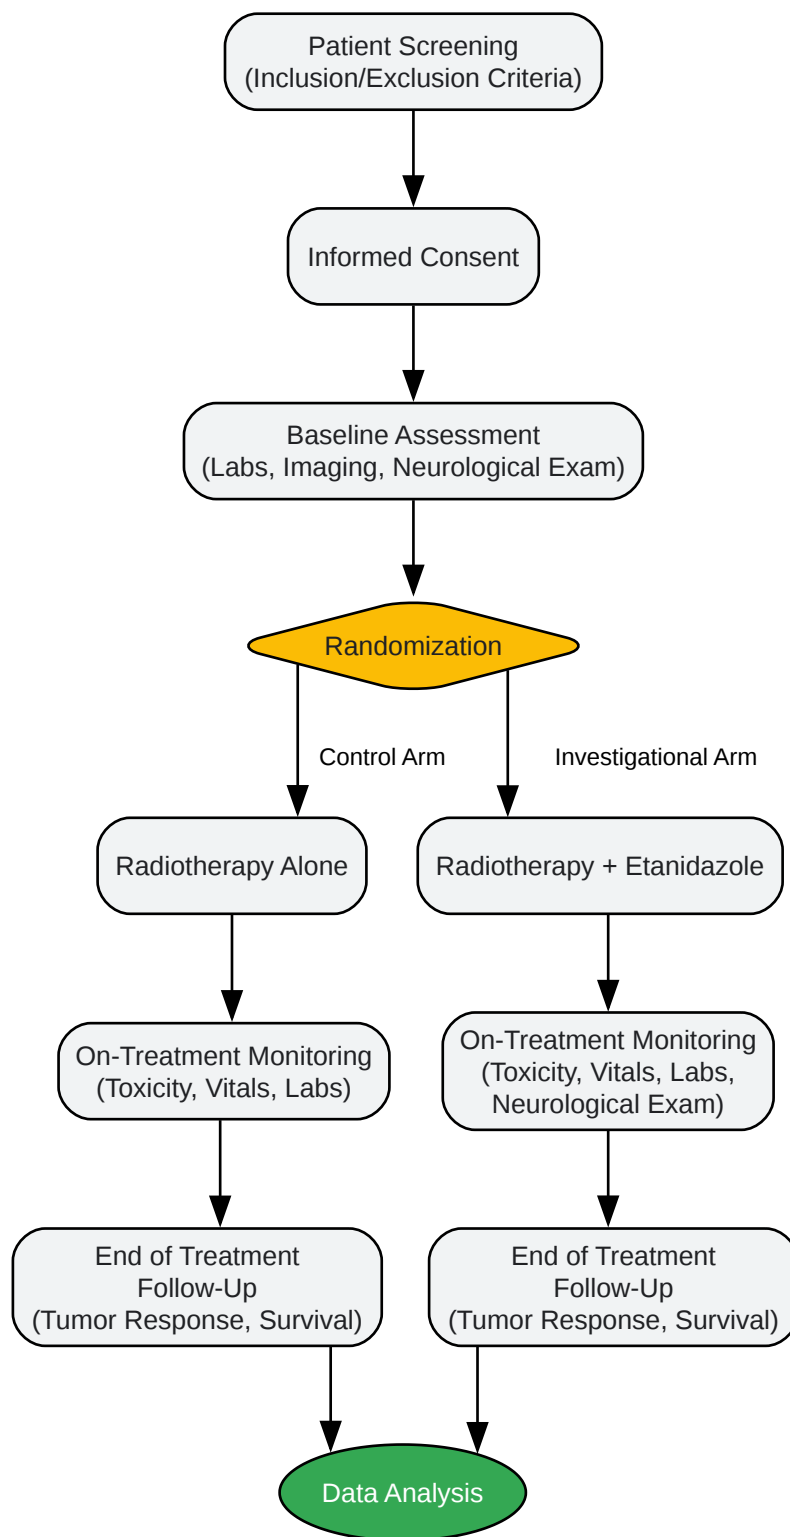 Patient Screening
(Inclusion/Exclusion Criteria)
Informed Consent
Baseline Assessment
(Labs, Imaging, Neurological Exam)
Randomization
Control Arm
Investigational Arm
Radiotherapy Alone
Radiotherapy + Etanidazole
On-Treatment Monitoring
(Toxicity, Vitals, Labs)
On-Treatment Monitoring
(Toxicity, Vitals, Labs,
Neurological Exam)
End of Treatment
Follow-Up
(Tumor Response, Survival)
End of Treatment
Follow-Up
(Tumor Response, Survival)
Data Analysis